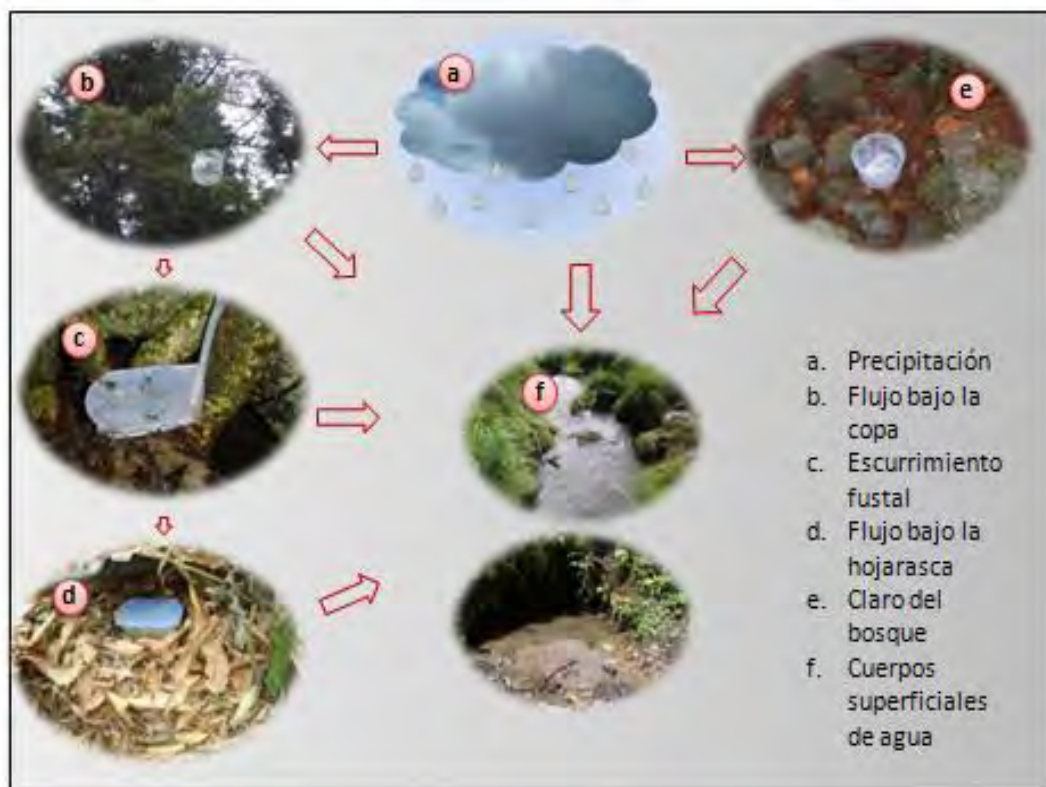 b
a
e
c
f
d
a. Precipitación
b. Flujo bajo la
copa
c. Escurrimiento
fustal
d. Flujo bajo la
hojarasca
e. Claro del
bosque
f. Cuerpos
superficiales
de agua